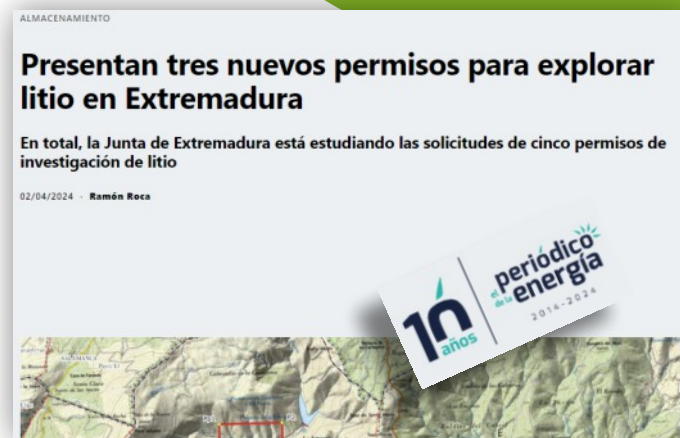 ALMACENAMIENTO
Presentan tres nuevos permisos para explorar
litio en Extremadura
En total, la Junta de Extremadura está estudiando las solicitudes de cinco permisos de
investigación de litio
02/04/2024 · Ramón Roca
10 años
el periódico
de la energía
2014-2024
SALAMANCA